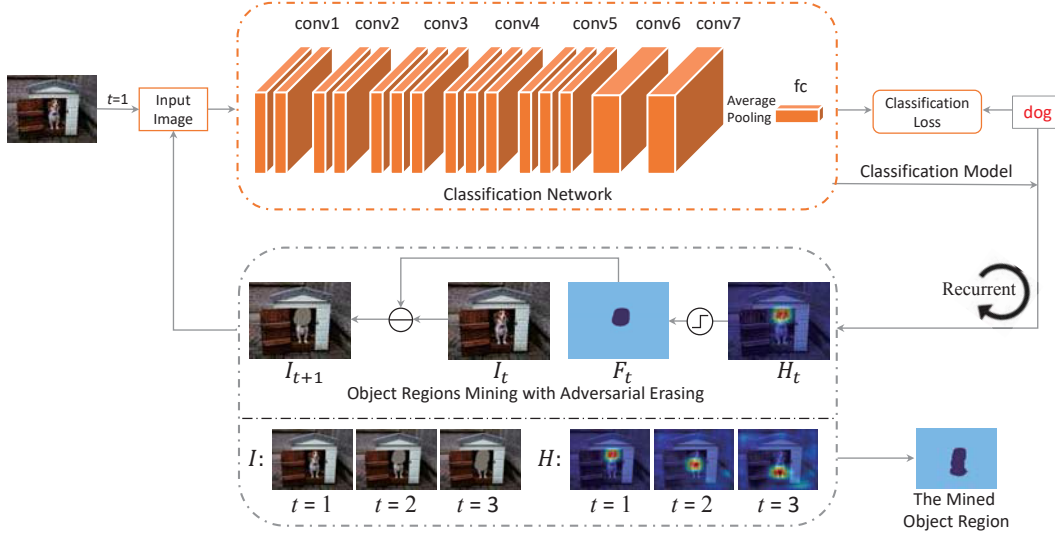 conv1 conv2 conv3 conv4 conv5 conv6 conv7
t=1
Input
Image
Average
Pooling
fc
Classification
Loss
dog
Classification Network
Classification Model
Recurrent
I_{t+1}
I_t
F_t
H_t
Object Regions Mining with Adversarial Erasing
I:
t = 1
t = 2
t = 3
H:
t = 1
t = 2
t = 3
The Mined
Object Region